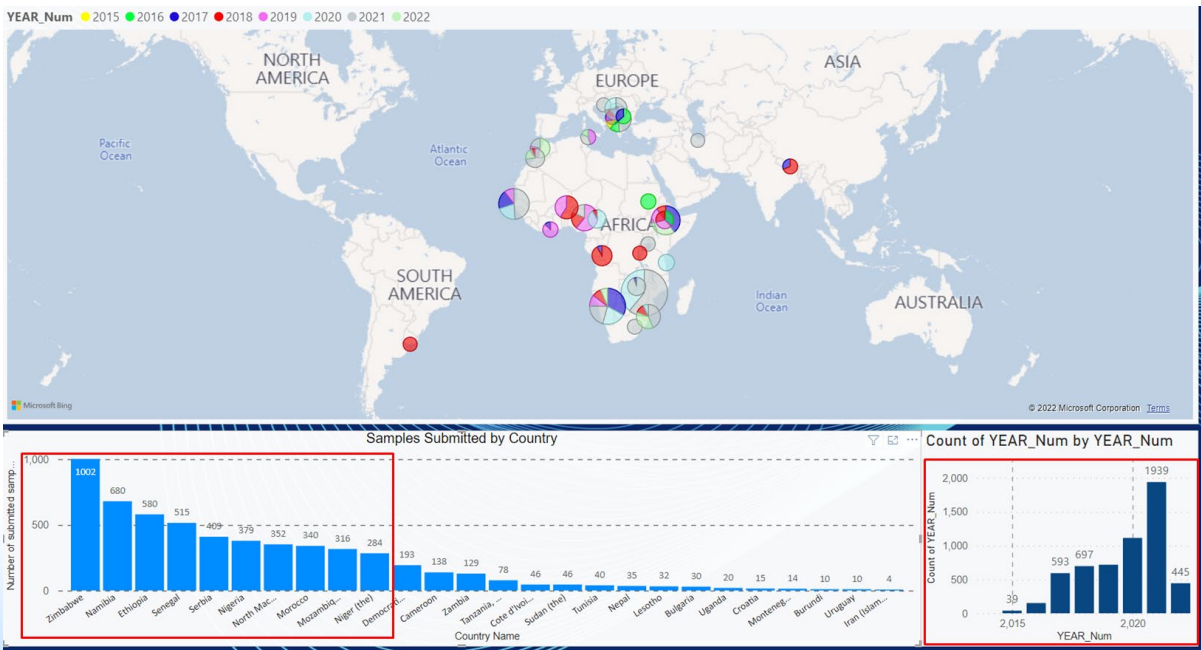 YEAR_Num 2015 2016 2017 2018 2019 2020 2021 2022
NORTH
AMERICA
EUROPE
ASIA
Pacific
Ocean
Atlantic
Ocean
AFRICA
SOUTH
AMERICA
Indian
Ocean
AUSTRALIA
Microsoft Bing
© 2022 Microsoft Corporation Terms
Samples Submitted by Country
Number of submitted samp...
1,000
500
0
1002
680
580
515
409
379
352
340
316
284
193
138
129
78
46
46
40
35
32
30
20
15
14
10
10
4
Zimbabwe
Namibia
Ethiopia
Senegal
Serbia
Nigeria
North Mac...
Morocco
Mozambiq...
Niger (the)
Democrati...
Cameroon
Zambia
Tanzania, ...
Cote d'Ivoi...
Sudan (the)
Tunisia
Nepal
Lesotho
Bulgaria
Uganda
Croatia
Monteneg...
Burundi
Uruguay
Iran (Islam...
Country Name
Count of YEAR_Num by YEAR_Num
Count of YEAR_Num
2,000
1,500
1,000
500
0
39
593
697
1939
445
2,015
2,020
YEAR_Num